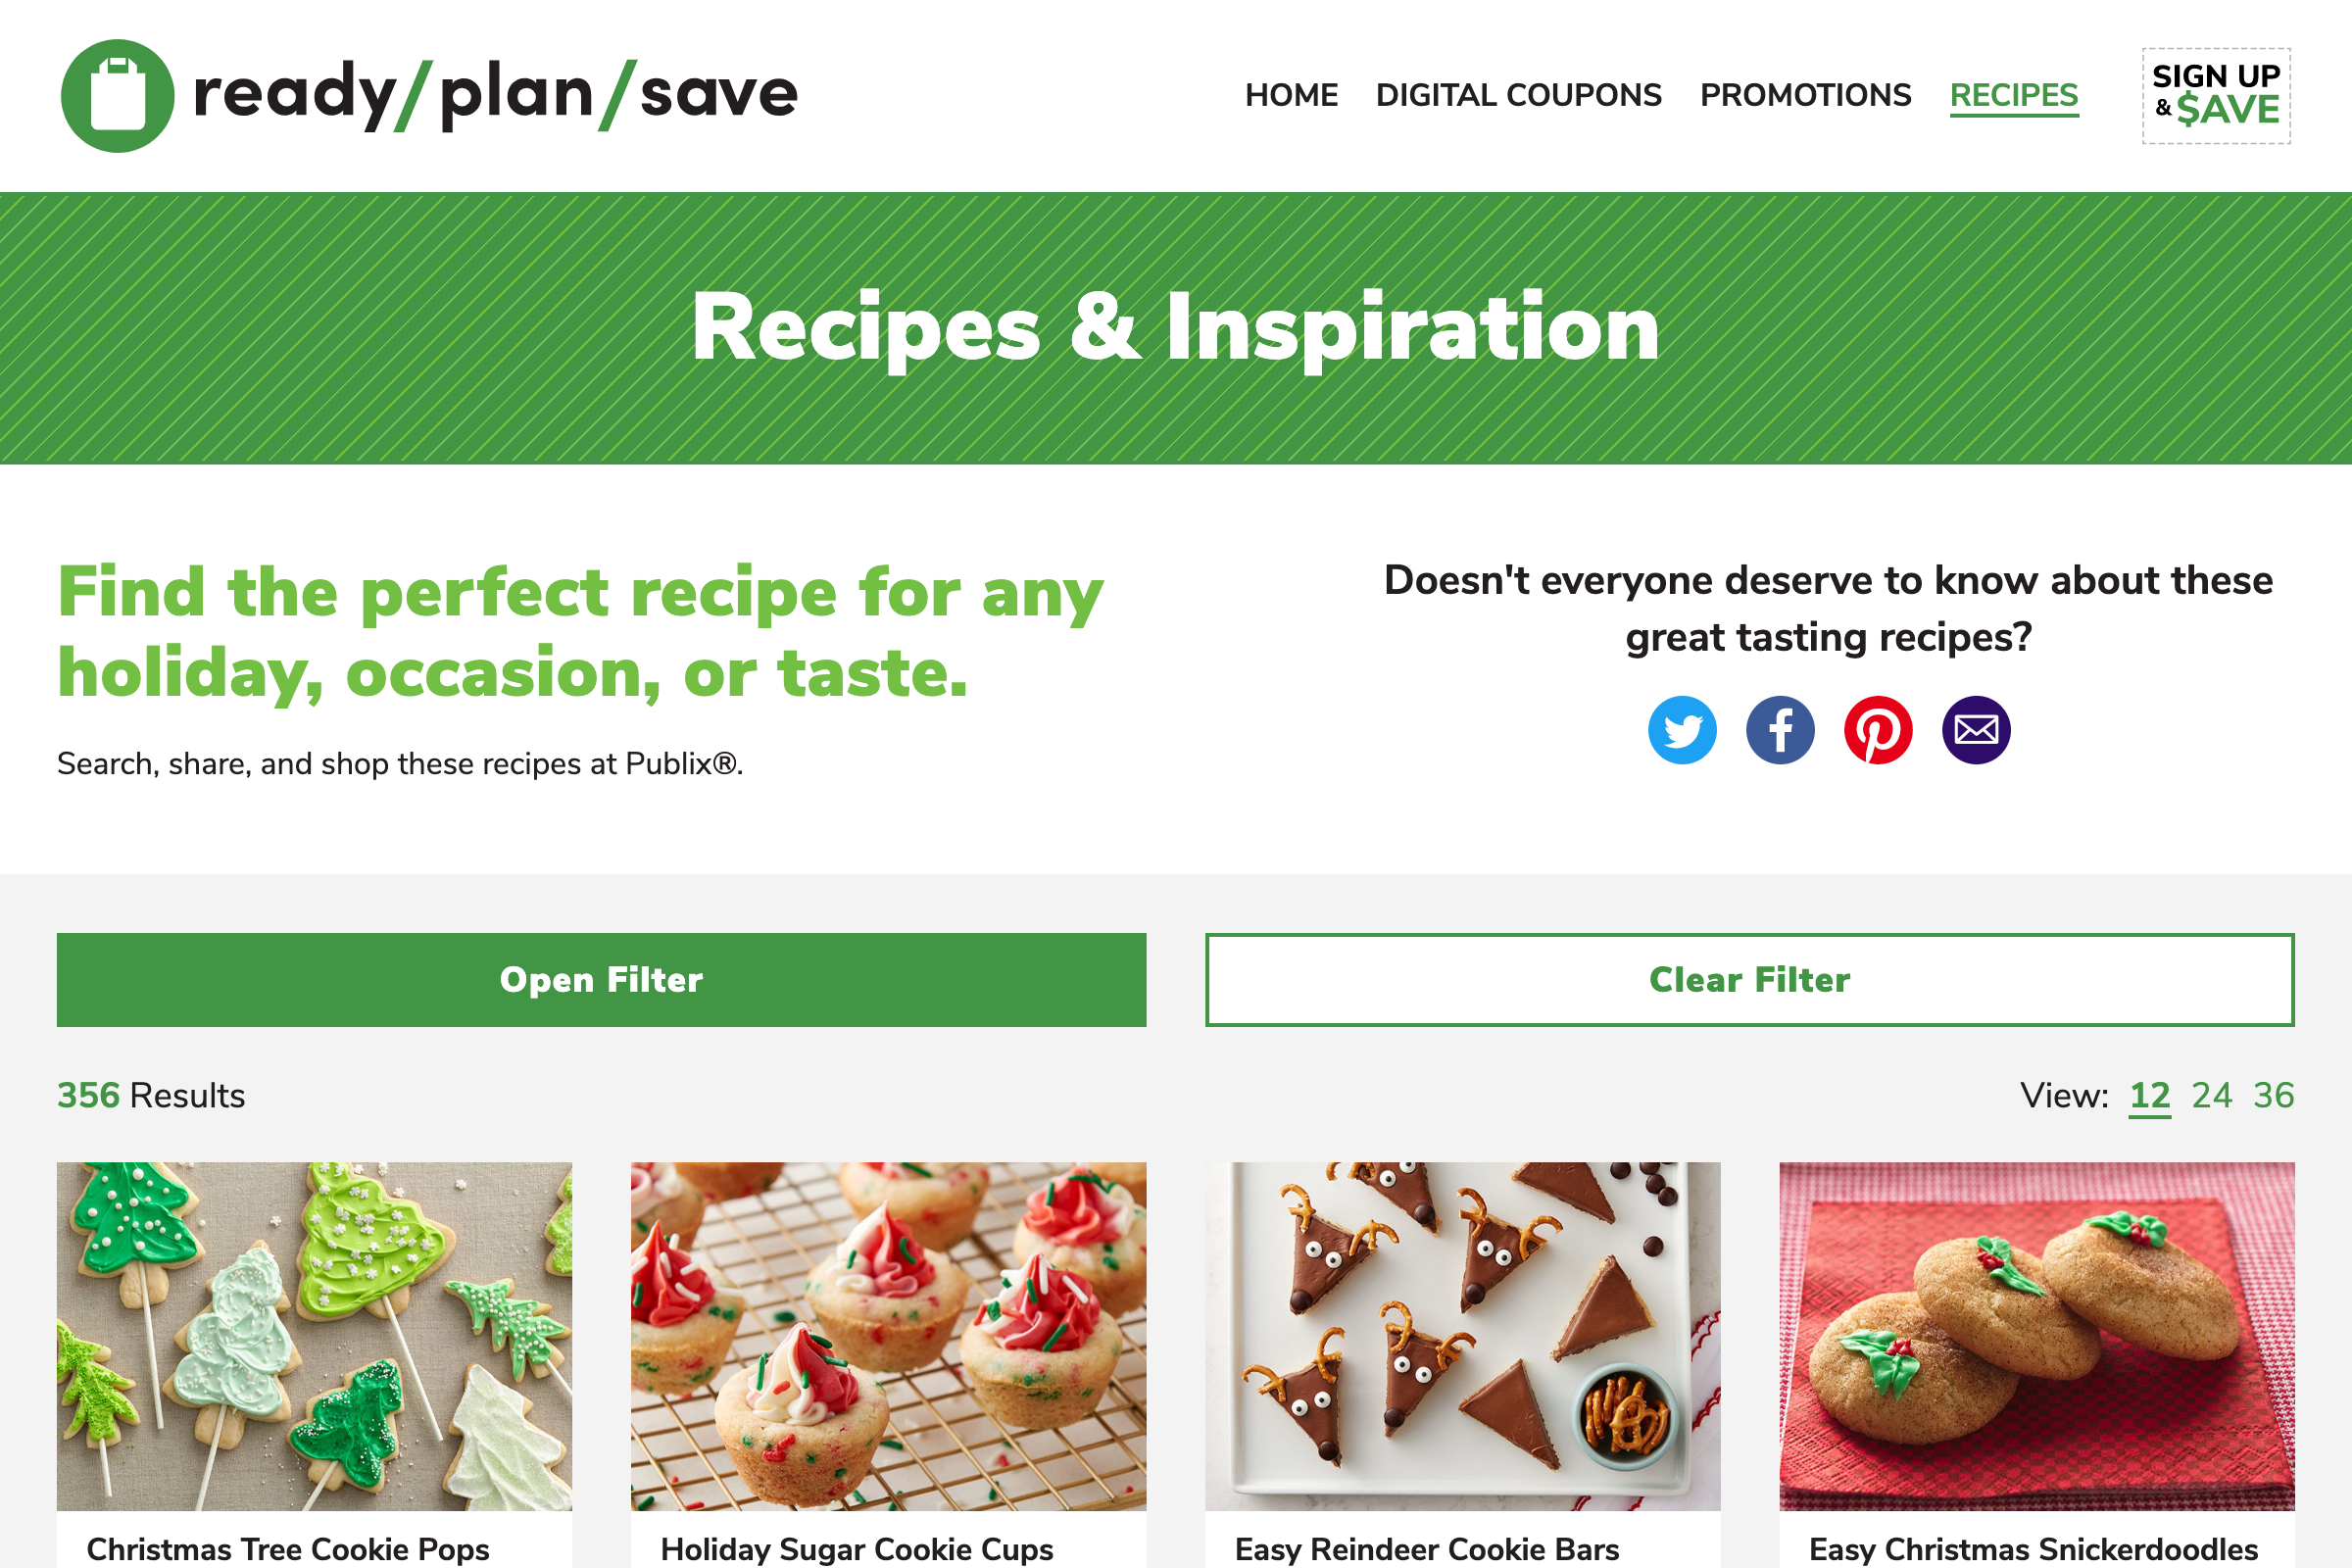 ready/plan/save
HOME DIGITAL COUPONS PROMOTIONS RECIPES
SIGN UP
& $AVE
Recipes & Inspiration
Find the perfect recipe for any
holiday, occasion, or taste.
Search, share, and shop these recipes at Publix®.
Doesn't everyone deserve to know about these
great tasting recipes?
Open Filter
Clear Filter
356 Results
View: 12 24 36
Christmas Tree Cookie Pops
Holiday Sugar Cookie Cups
Easy Reindeer Cookie Bars
Easy Christmas Snickerdoodles